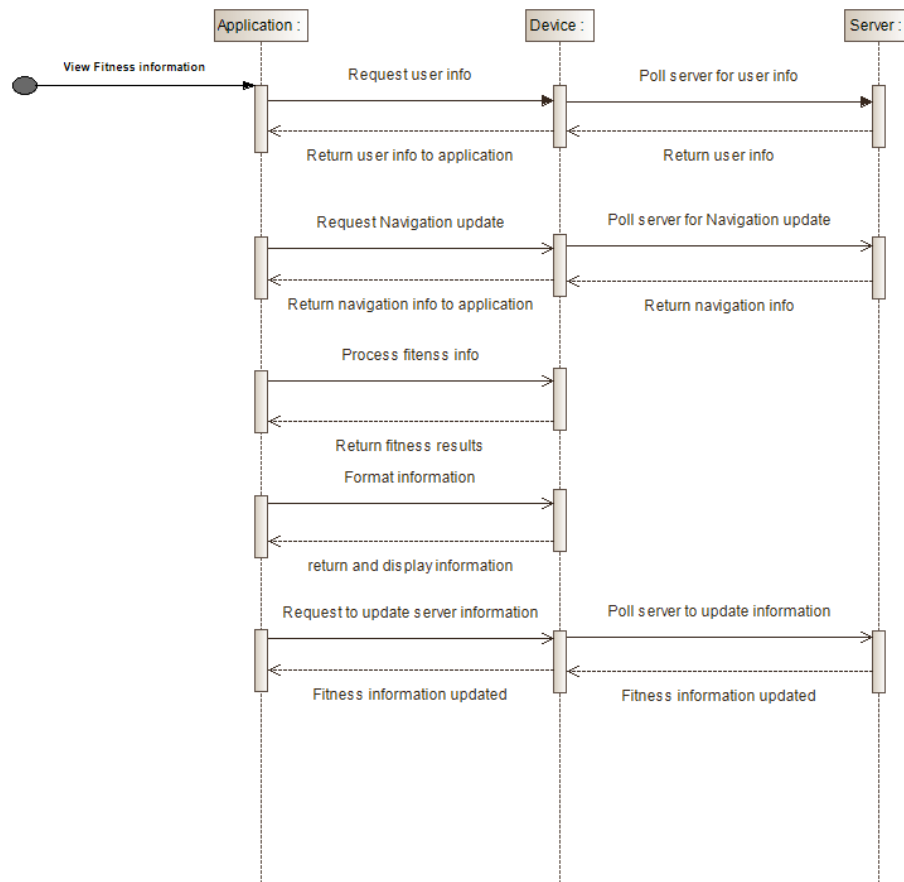 Application :
Device :
Server :
View Fitness information
Request user info
Poll server for user info
Return user info to application
Return user info
Request Navigation update
Poll server for Navigation update
Return navigation info to application
Return navigation info
Process fitenss info
Return fitness results
Format information
return and display information
Request to update server information
Poll server to update information
Fitness information updated
Fitness information updated